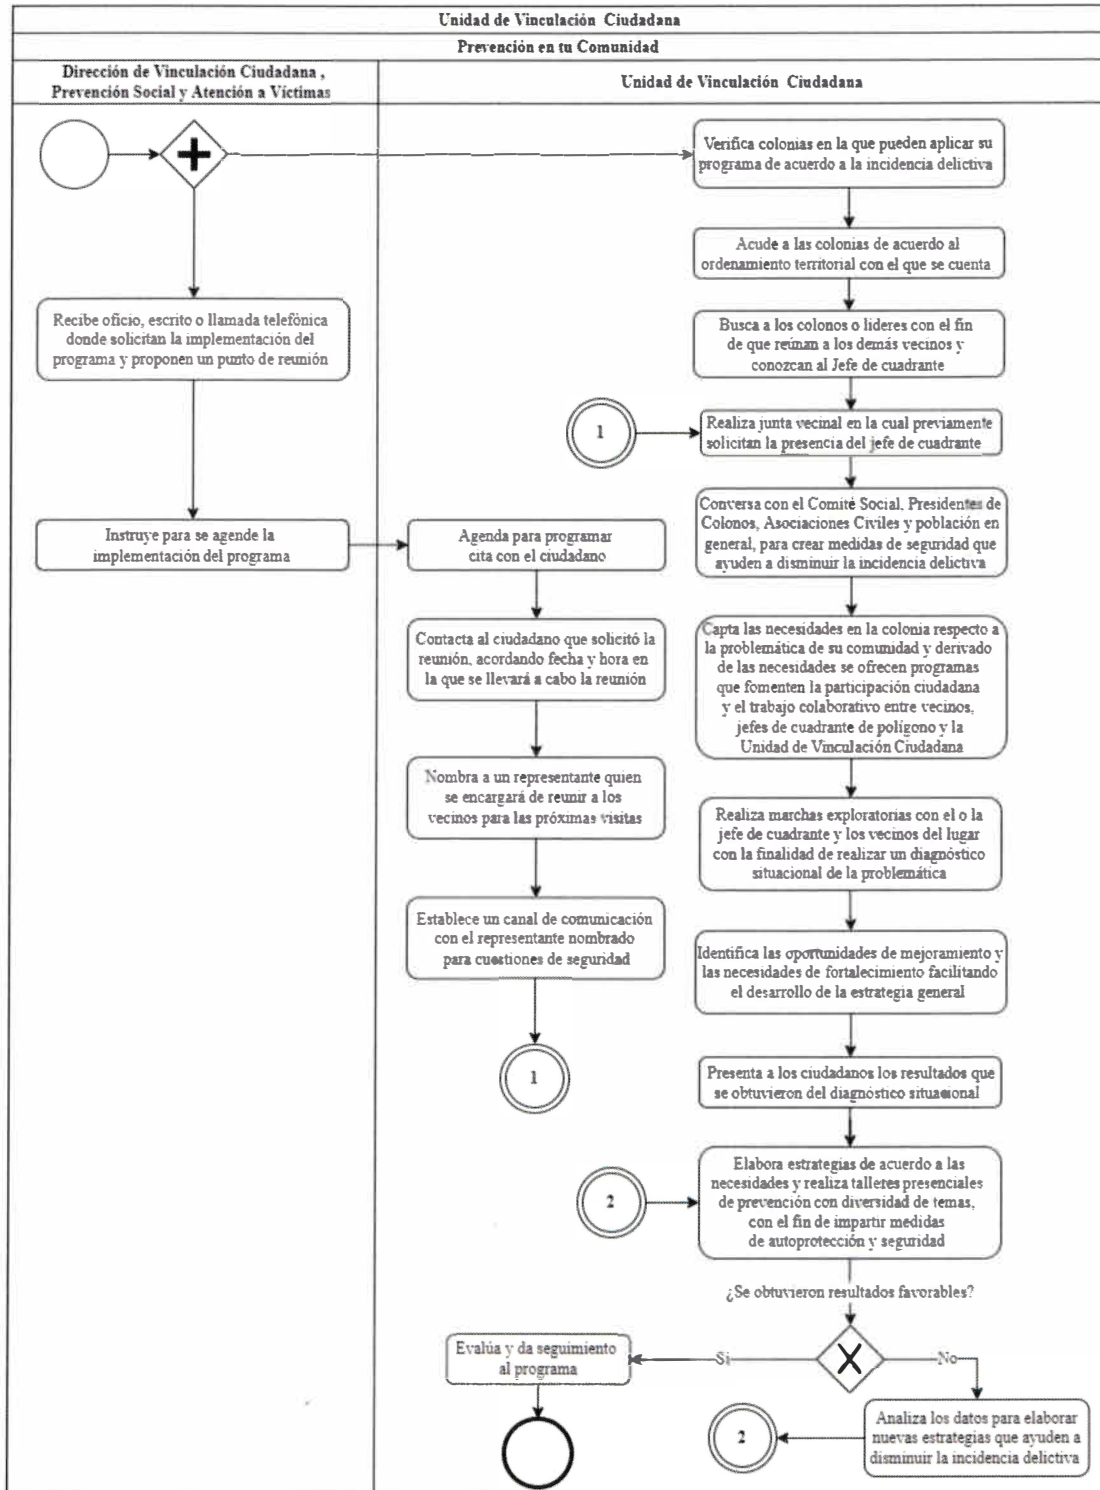 Unidad de Vinculación Ciudadana
Prevención en tu Comunidad
Dirección de Vinculación Ciudadana ,
Prevención Social y Atención a Víctimas
Unidad de Vinculación Ciudadana
Verifica colonias en la que pueden aplicar su
programa de acuerdo a la incidencia delictiva
Acude a las colonias de acuerdo al
ordenamiento territorial con el que se cuenta
Recibe oficio, escrito o llamada telefónica
donde solicitan la implementación del
programa y proponen un punto de reunión
Busca a los colonos o lideres con el fin
de que reúnan a los demás vecinos y
conozcan al Jefe de cuadrante
1
Realiza junta vecinal en la cual previamente
solicitan la presencia del jefe de cuadrante
Instruye para se agende la
implementación del programa
Agenda para programar
cita con el ciudadano
Conversa con el Comité Social, Presidentes de
Colonos, Asociaciones Civiles y población en
general, para crear medidas de seguridad que
ayuden a disminuir la incidencia delictiva
Contacta al ciudadano que solicitó la
reunión, acordando fecha y hora en
la que se llevará a cabo la reunión
Capta las necesidades en la colonia respecto a
la problemática de su comunidad y derivado
de las necesidades se ofrecen programas
que fomenten la participación ciudadana
y el trabajo colaborativo entre vecinos,
jefes de cuadrante de polígono y la
Unidad de Vinculación Ciudadana
Nombra a un representante quien
se encargará de reunir a los
vecinos para las próximas visitas
Realiza marchas exploratorias con el o la
jefe de cuadrante y los vecinos del lugar
con la finalidad de realizar un diagnóstico
situacional de la problemática
Establece un canal de comunicación
con el representante nombrado
para cuestiones de seguridad
Identifica las oportunidades de mejoramiento y
las necesidades de fortalecimiento facilitando
el desarrollo de la estrategia general
1
Presenta a los ciudadanos los resultados que
se obtuvieron del diagnóstico situacional
2
Elabora estrategias de acuerdo a las
necesidades y realiza talleres presenciales
de prevención con diversidad de temas,
con el fin de impartir medidas
de autoprotección y seguridad
¿Se obtuvieron resultados favorables?
Evalúa y da seguimiento
al programa
Si
No
2
Analiza los datos para elaborar
nuevas estrategias que ayuden a
disminuir la incidencia delictiva